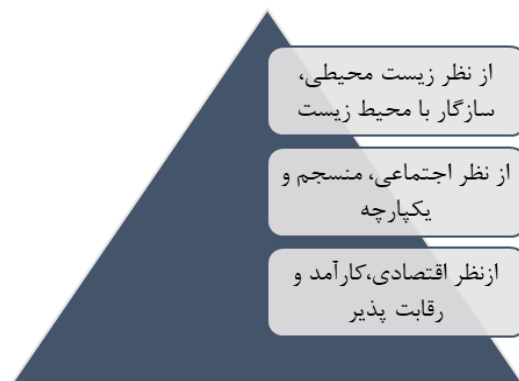 از نظر زیست محیطی،
سازگار با محیط زیست
از نظر اجتماعی، منسجم و
یکپارچه
ازنظر اقتصادی،کارآمد و
رقابت پذیر